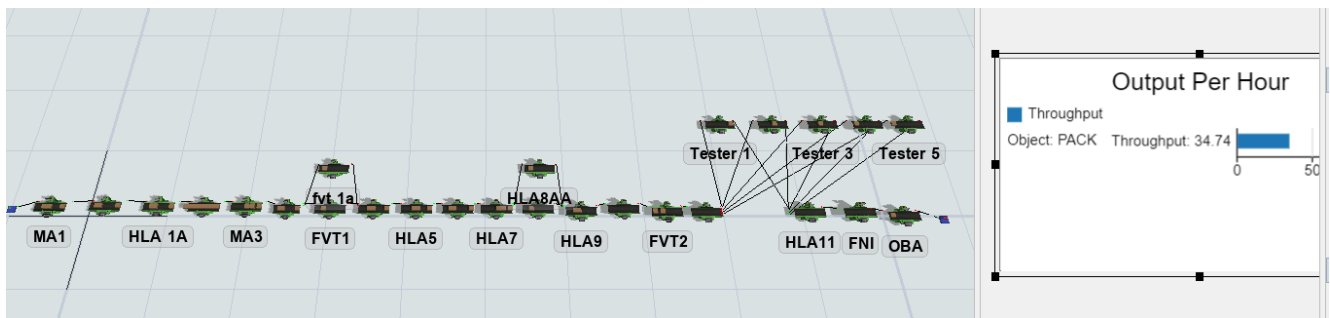 Output Per Hour
Throughput
Object: PACK Throughput: 34.74
0 50
Tester 1 Tester 3 Tester 5
fvt 1a HLA8AA
MA1 HLA 1A MA3 FVT1 HLA5 HLA7 HLA9 FVT2 HLA11 FNI OBA